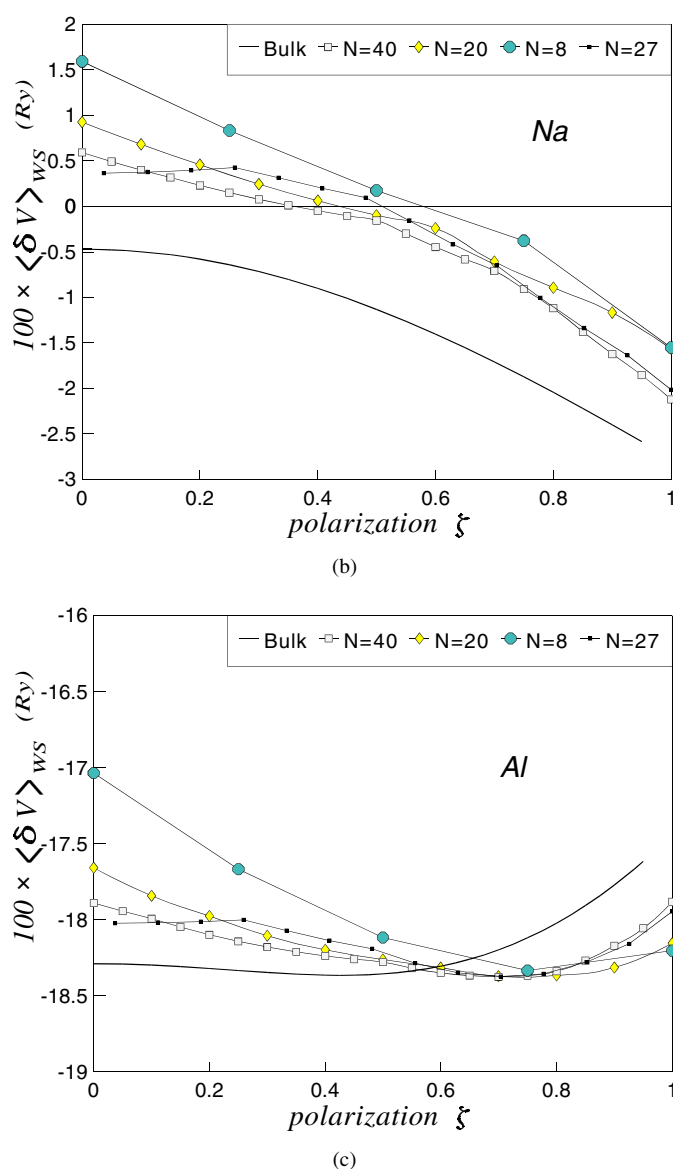 2
1.5
1
0.5
0
-0.5
-1
-1.5
-2
-2.5
-3
100 × <δ V>WS (Ry)
Bulk N=40 N=20 N=8 N=27
Na
0 0.2 0.4 0.6 0.8 1
polarization ζ
(b)
-16
-16.5
-17
-17.5
-18
-18.5
-19
100 × <δ V>WS (Ry)
Bulk N=40 N=20 N=8 N=27
Al
0 0.2 0.4 0.6 0.8 1
polarization ζ
(c)